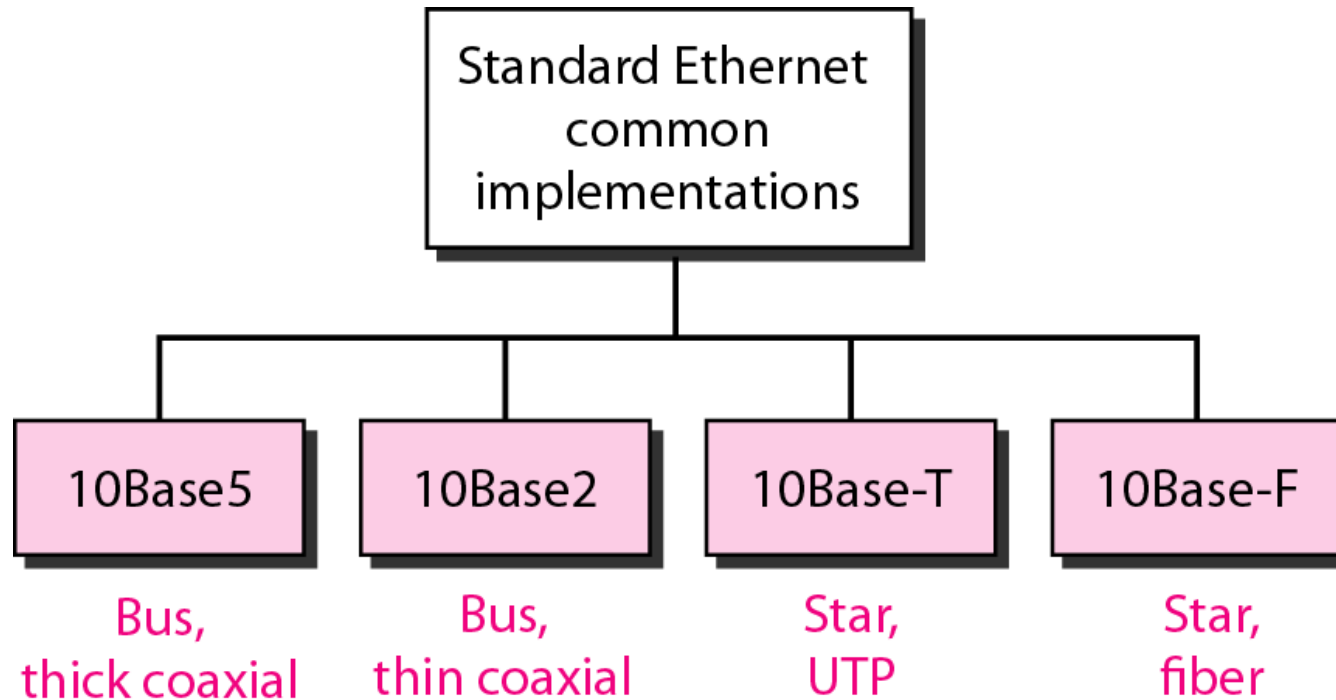 Standard Ethernet
common
implementations
10Base5
10Base2
10Base-T
10Base-F
Bus,
thick coaxial
Bus,
thin coaxial
Star,
UTP
Star,
fiber